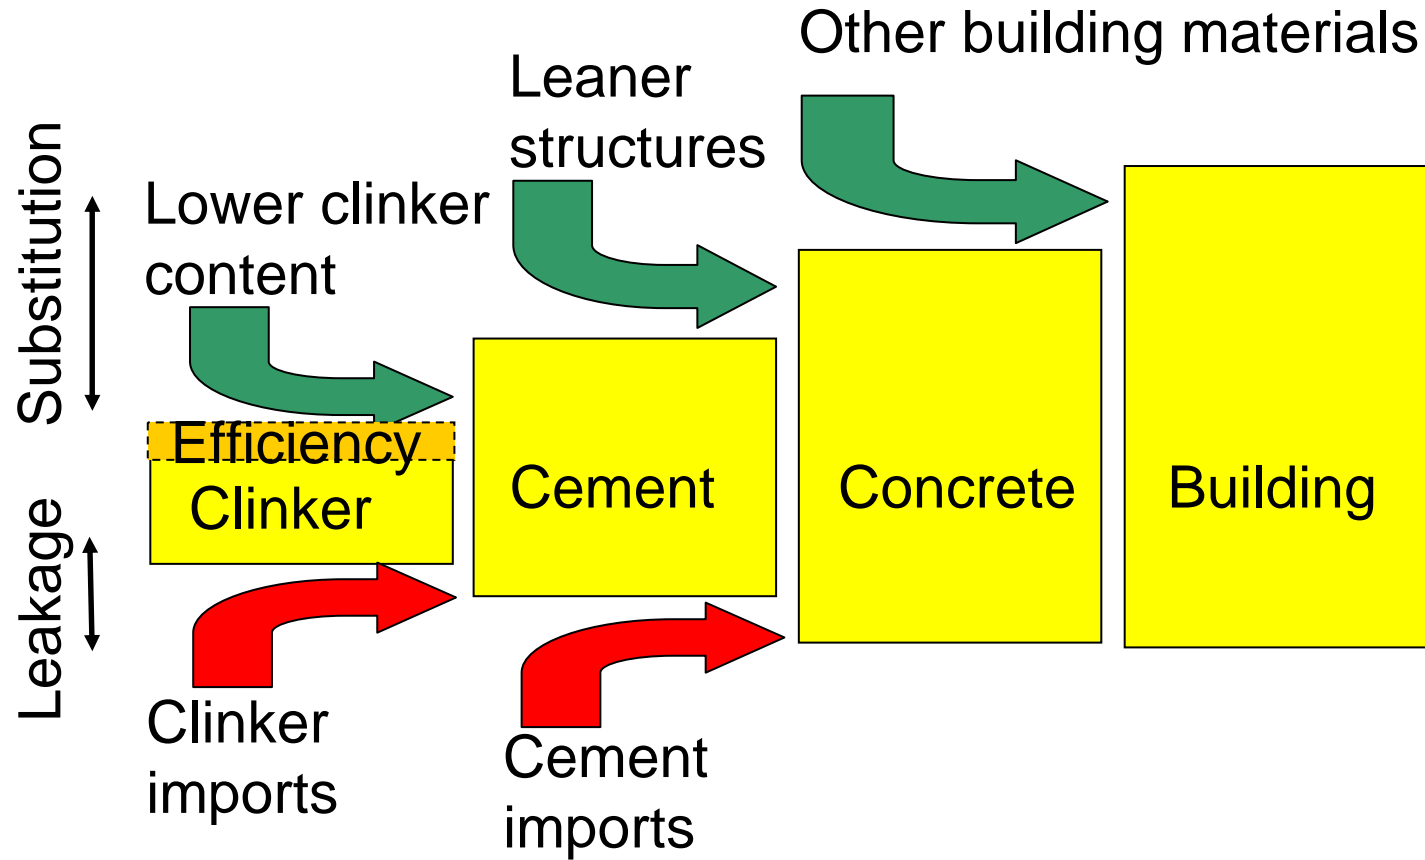 Other building materials
Leaner
structures
Lower clinker
content
Substitution
Efficiency
Clinker
Cement
Concrete
Building
Leakage
Clinker
imports
Cement
imports